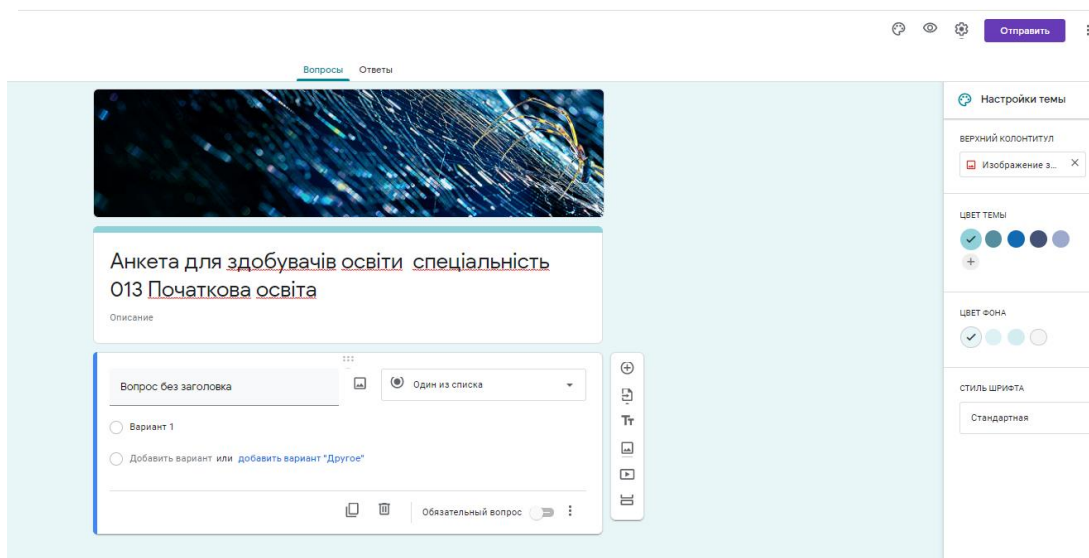 Отправить
Вопросы Ответы
Анкета для здобувачів освіти спеціальність
013 Початкова освіта
Описание
Вопрос без заголовка
Один из списка
Вариант 1
Добавить вариант или добавить вариант "Другое"
Обязательный вопрос
Настройки темы
ВЕРХНИЙ КОЛОНТИТУЛ
Изображение з...
ЦВЕТ ТЕМЫ
ЦВЕТ ФОНА
СТИЛЬ ШРИФТА
Стандартная